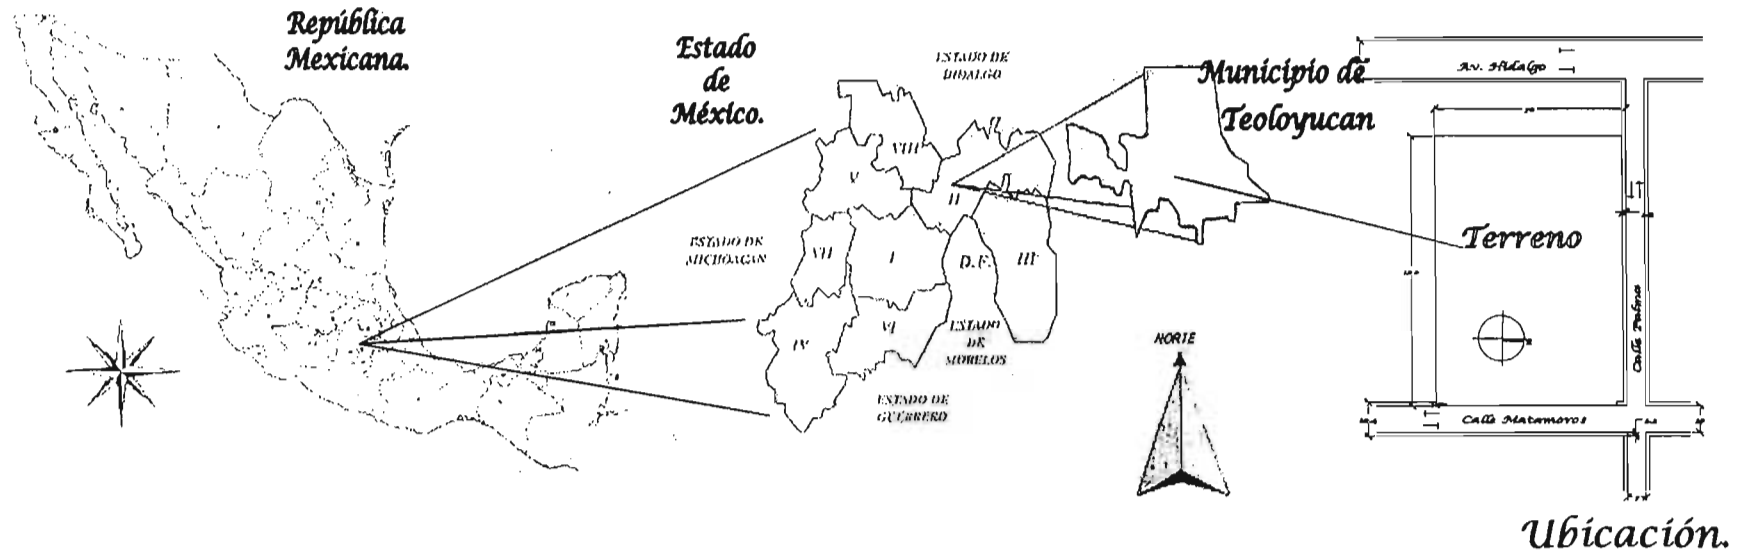 República
Mexicana.
Estado
de
México.
ESTADO DE
HIDALGO
Municipio de
Teoloyucan
Av. Hidalgo
VIII
V
II
ESTADO DE
MICHOACAN
VII
I
D.F.
III
Terreno
Calle Palma
IV
VI
ESTADO
DE
MORELOS
NORTE
ESTADO DE
GUERRERO
Calle Matamoros
Ubicación.